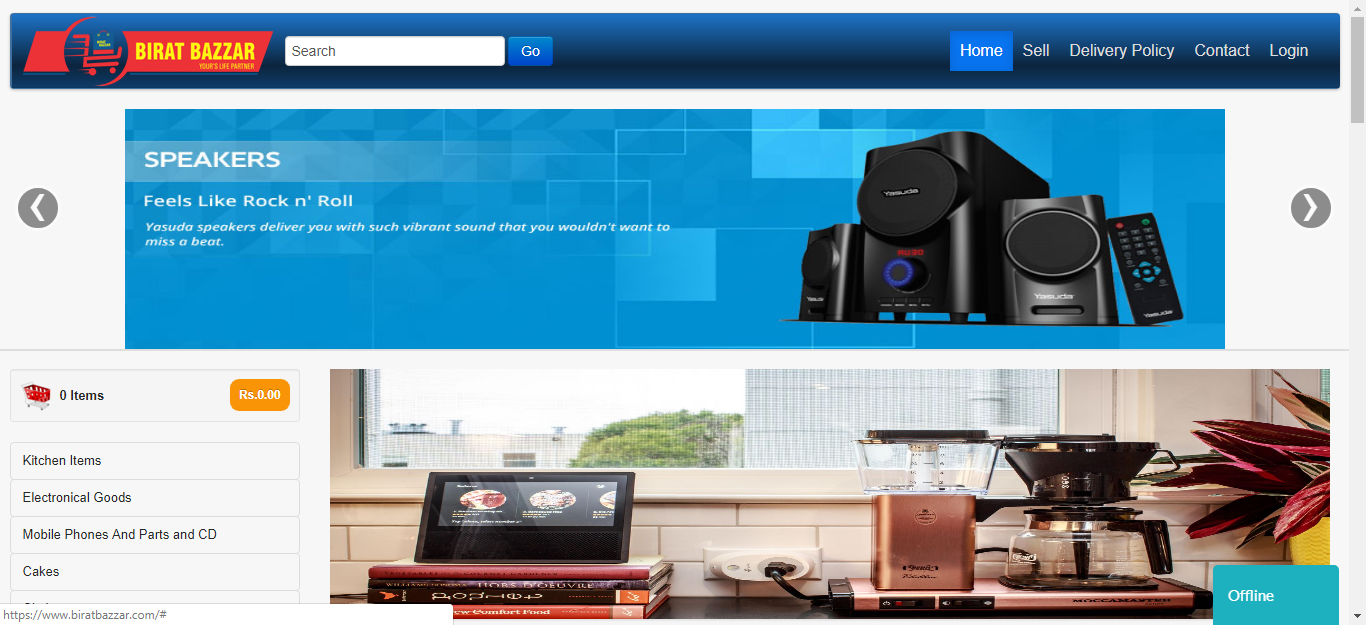 BIRAT BAZZAR
YOUR'S LIFE PARTNER
Search
Go
Home
Sell
Delivery Policy
Contact
Login
SPEAKERS
Feels Like Rock n' Roll
Yasuda speakers deliver you with such vibrant sound that you wouldn't want to
miss a beat.
Yasuda
Yasuda
Yasuda
Yasuda
❮
❯
0 Items
Rs.0.00
Kitchen Items
Electronical Goods
Mobile Phones And Parts and CD
Cakes
HORS D'OEUVRE
New Comfort Food
MOCCAMASTER
Offline
https://www.biratbazzar.com/#